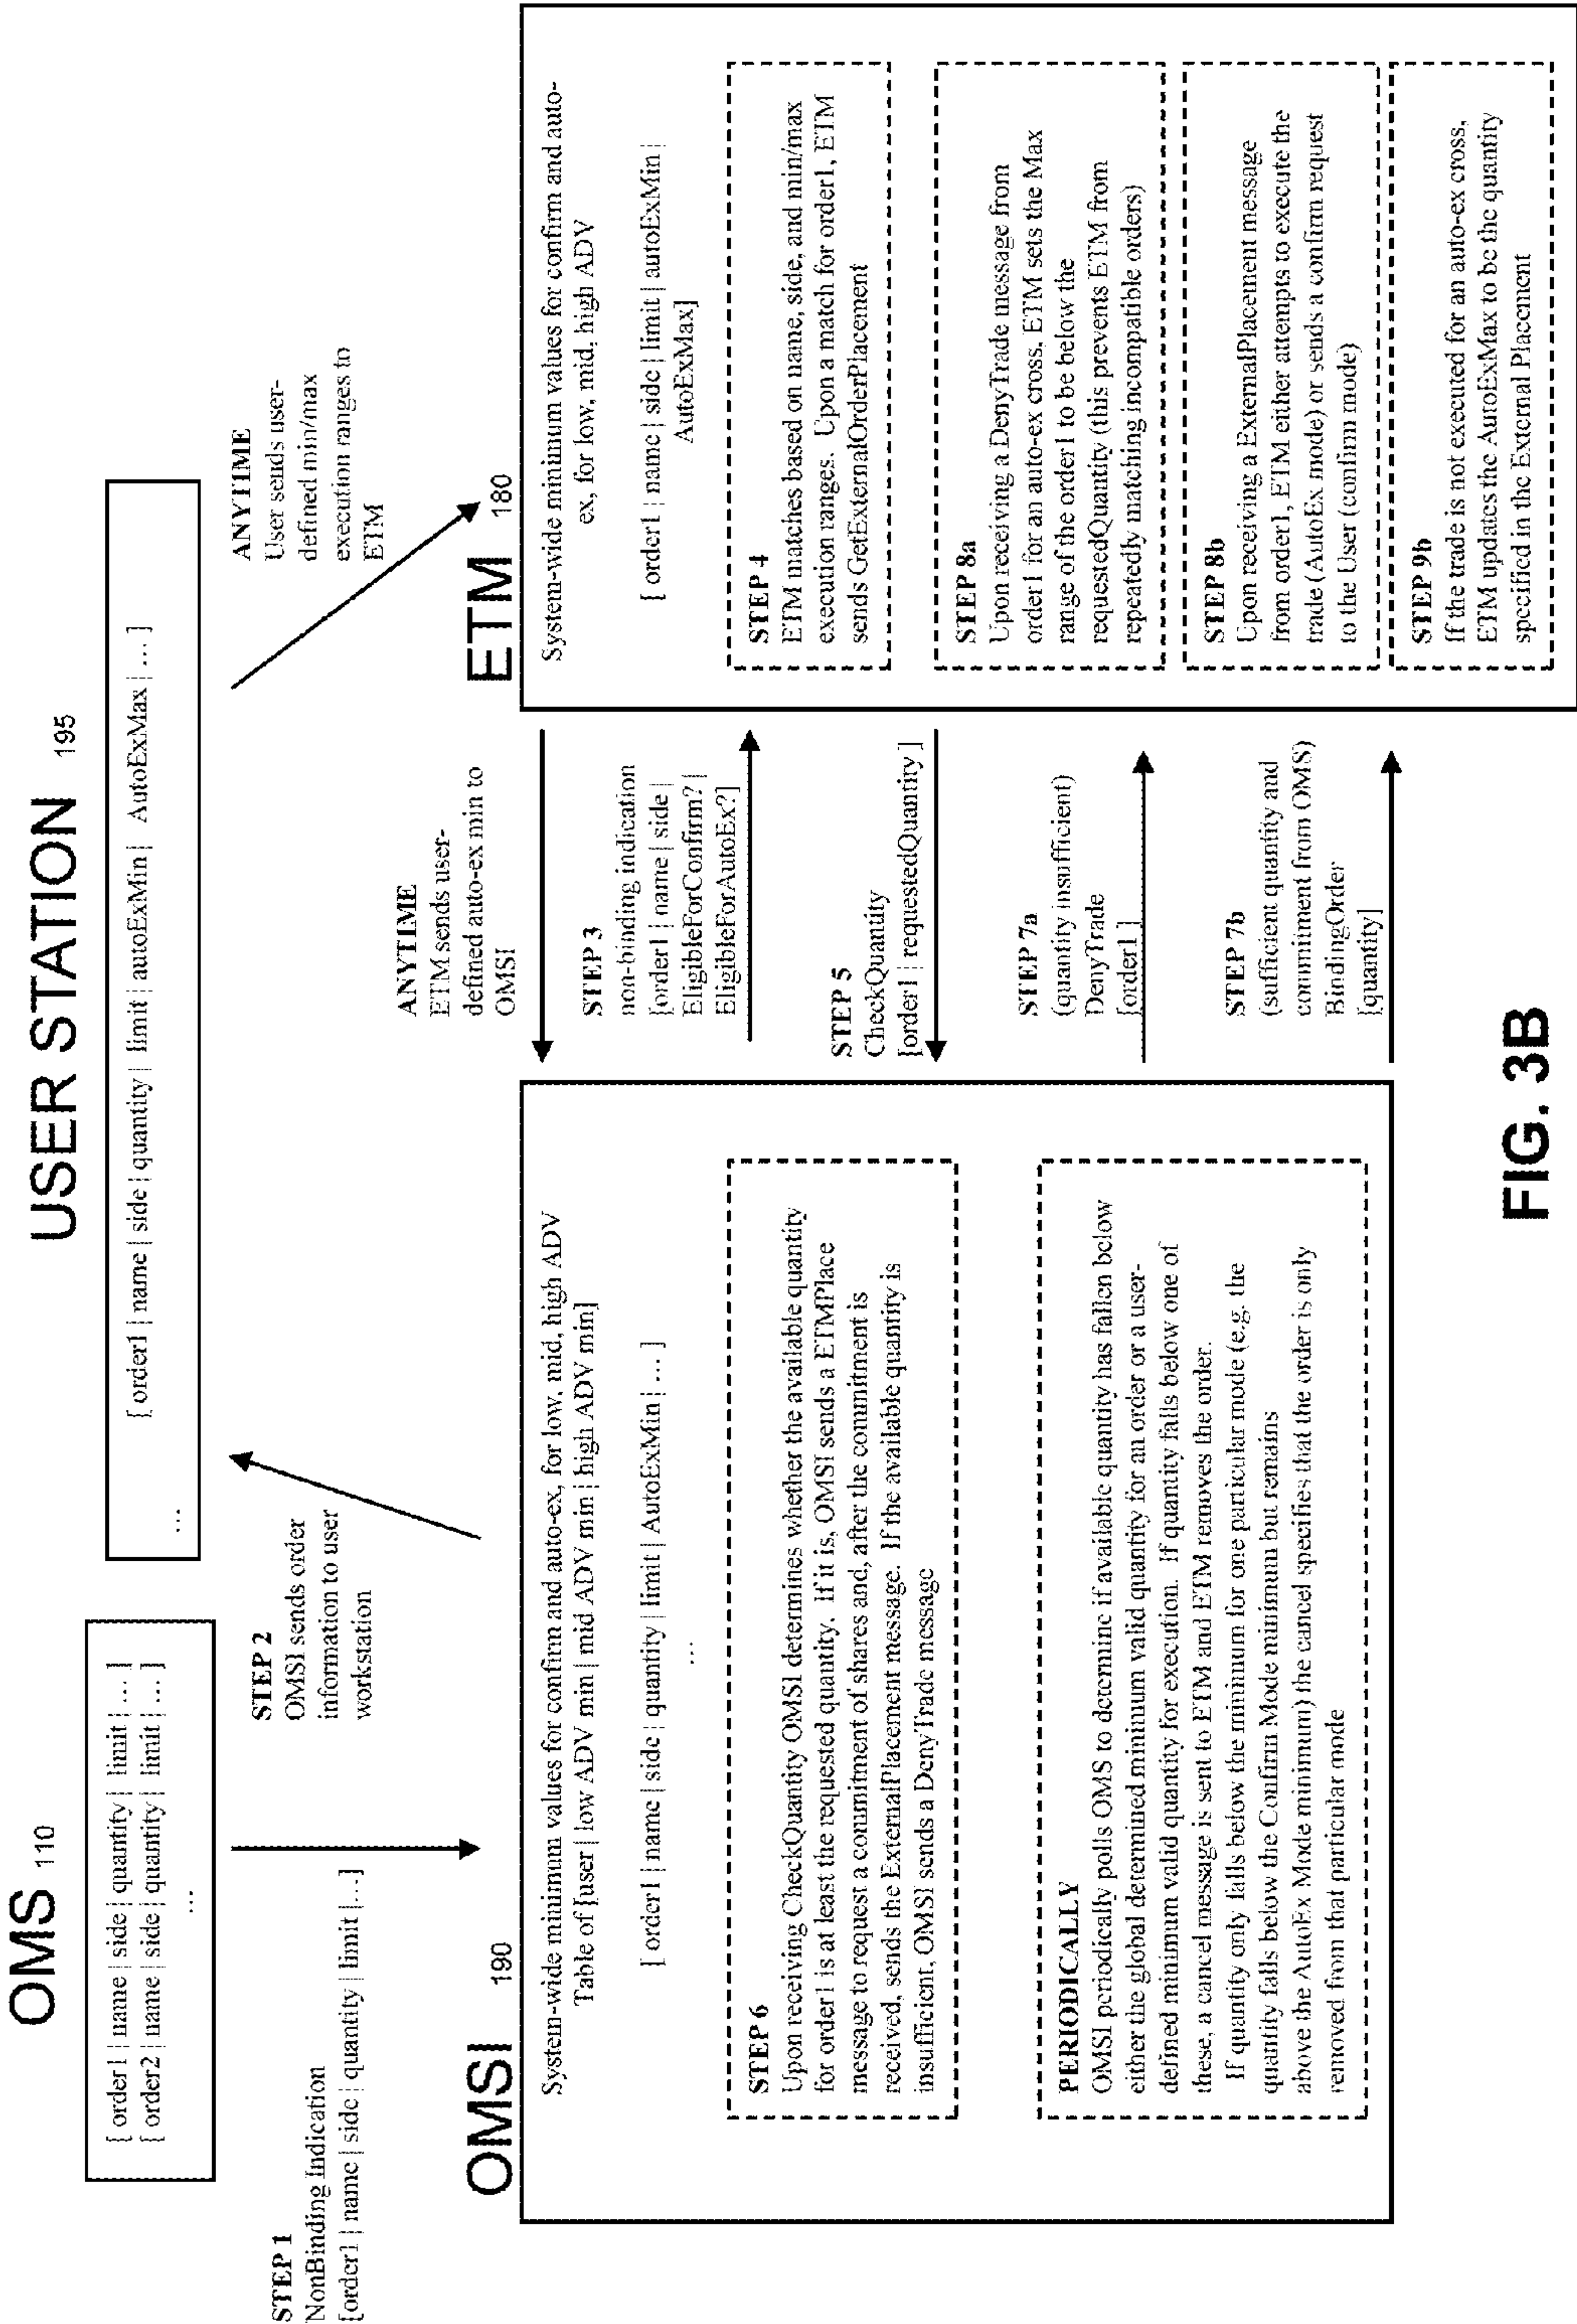 OMS 110
[ order1 | name | side | quantity | limit | … ]
[ order2 | name | side | quantity | limit | … ]
…
USER STATION 195
[ order1 | name | side | quantity | limit | autoExMin | AutoExMax | … ]
…
STEP 1
NonBinding Indication
[order1 | name | side | quantity | limit |…]
STEP 2
OMSI sends order
information to user
workstation
ANYTIME
User sends user-
defined min/max
execution ranges to
ETM
OMSI 190
System-wide minimum values for confirm and auto-ex, for low, mid, high ADV
Table of [user | low ADV min | mid ADV min | high ADV min]
[ order1 | name | side | quantity | limit | AutoExMin | … ]
…
STEP 6
Upon receiving CheckQuantity OMSI determines whether the available quantity
for order1 is at least the requested quantity. If it is, OMSI sends a ETMPlace
message to request a commitment of shares and, after the commitment is
received, sends the ExternalPlacement message. If the available quantity is
insufficient, OMSI sends a DenyTrade message
PERIODICALLY
OMSI periodically polls OMS to determine if available quantity has fallen below
either the global determined minimum valid quantity for an order or a user-
defined minimum valid quantity for execution. If quantity falls below one of
these, a cancel message is sent to ETM and ETM removes the order.
If quantity only falls below the minimum for one particular mode (e.g. the
quantity falls below the Confirm Mode minimum but remains
above the AutoEx Mode minimum) the cancel specifies that the order is only
removed from that particular mode
ANYTIME
ETM sends user-
defined auto-ex min to
OMSI
STEP 3
non-binding indication
[order1 | name | side |
EligibleForConfirm? |
EligibleForAutoEx?]
STEP 5
CheckQuantity
[order1 | requestedQuantity ]
STEP 7a
(quantity insufficient)
DenyTrade
[order1 ]
STEP 7b
(sufficient quantity and
commitment from OMS)
BindingOrder
[quantity]
ETM 180
System-wide minimum values for confirm and auto-
ex, for low, mid, high ADV
[ order1 | name | side | limit | autoExMin |
AutoExMax]
STEP 4
ETM matches based on name, side, and min/max
execution ranges. Upon a match for order1, ETM
sends GetExternalOrderPlacement
STEP 8a
Upon receiving a DenyTrade message from
order1 for an auto-ex cross, ETM sets the Max
range of the order1 to be below the
requestedQuantity (this prevents ETM from
repeatedly matching incompatible orders)
STEP 8b
Upon receiving a ExternalPlacement message
from order1, ETM either attempts to execute the
trade (AutoEx mode) or sends a confirm request
to the User (confirm mode)
STEP 9b
If the trade is not executed for an auto-ex cross,
ETM updates the AutoExMax to be the quantity
specified in the External Placement
FIG. 3B